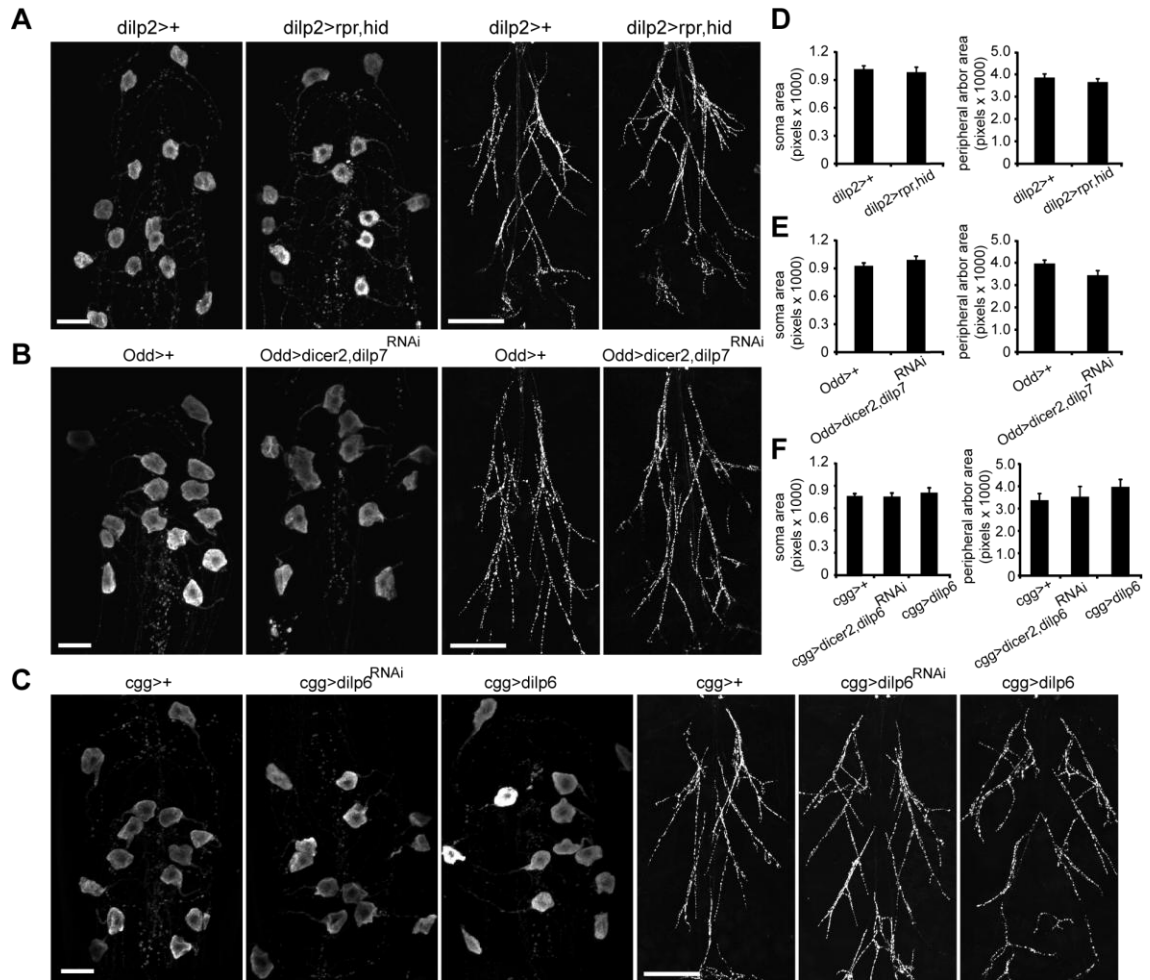 A
dilp2>+
dilp2>rpr,hid
dilp2>+
dilp2>rpr,hid
B
Odd>+
Odd>dicer2,dilp7RNAi
Odd>+
Odd>dicer2,dilp7RNAi
C
cgg>+
cgg>dilp6RNAi
cgg>dilp6
cgg>+
cgg>dilp6RNAi
cgg>dilp6
D
soma area
(pixels x 1000)
1.2
0.9
0.6
0.3
0
dilp2>+
dilp2>rpr,hid
peripheral arbor area
(pixels x 1000)
5.0
4.0
3.0
2.0
1.0
0
dilp2>+
dilp2>rpr,hid
E
soma area
(pixels x 1000)
1.2
0.9
0.6
0.3
0
Odd>+
Odd>dicer2,dilp7RNAi
peripheral arbor area
(pixels x 1000)
5.0
4.0
3.0
2.0
1.0
0
Odd>+
Odd>dicer2,dilp7RNAi
F
soma area
(pixels x 1000)
1.2
0.9
0.6
0.3
0
cgg>+
cgg>dicer2,dilp6RNAi
cgg>dilp6
peripheral arbor area
(pixels x 1000)
5.0
4.0
3.0
2.0
1.0
0
cgg>+
cgg>dicer2,dilp6RNAi
cgg>dilp6